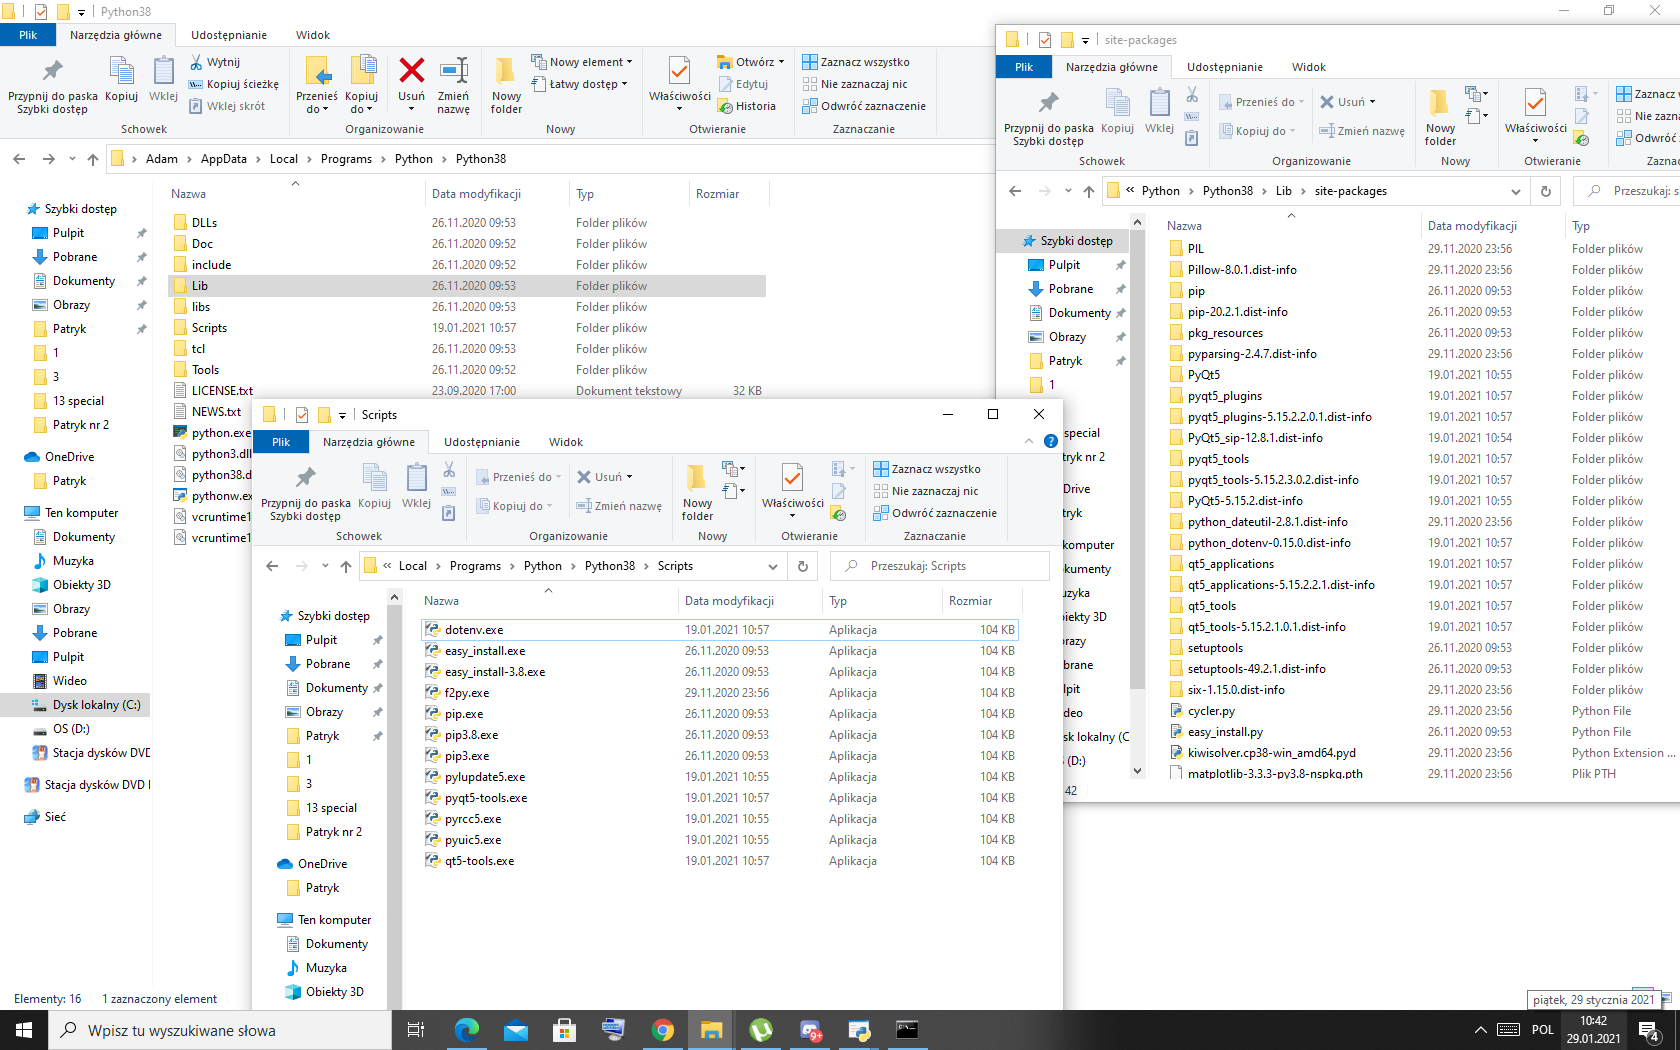 Python38
Plik Narzędzia główne Udostępnianie Widok
Przypnij do paska Szybki dostęp
Kopiuj
Wklej
Wytnij
Kopiuj ścieżkę
Wklej skrót
Schowek
Przenieś do
Kopiuj do
Usuń
Zmień nazwę
Organizowanie
Nowy folder
Nowy element
Łatwy dostęp
Nowy
Właściwości
Otwórz
Edytuj
Historia
Otwieranie
Zaznacz wszystko
Nie zaznaczaj nic
Odwróć zaznaczenie
Zaznaczanie
Adam > AppData > Local > Programs > Python > Python38
Szybki dostęp
Pulpit
Pobrane
Dokumenty
Obrazy
Patryk
1
3
13 special
Patryk nr 2
OneDrive
Patryk
Ten komputer
Dokumenty
Muzyka
Obiekty 3D
Obrazy
Pobrane
Pulpit
Wideo
Dysk lokalny (C:)
OS (D:)
Stacja dysków DVD
Stacja dysków DVD
Sieć
Nazwa Data modyfikacji Typ Rozmiar
DLLs 26.11.2020 09:53 Folder plików
Doc 26.11.2020 09:52 Folder plików
include 26.11.2020 09:52 Folder plików
Lib 26.11.2020 09:53 Folder plików
libs 26.11.2020 09:53 Folder plików
Scripts 19.01.2021 10:57 Folder plików
tcl 26.11.2020 09:53 Folder plików
Tools 26.11.2020 09:52 Folder plików
LICENSE.txt 23.09.2020 17:00 Dokument tekstowy 32 KB
NEWS.txt
python.exe
python3.dll
python38.d
pythonw.ex
vcruntime1
vcruntime1
Elementy: 16 1 zaznaczony element
site-packages
Plik Narzędzia główne Udostępnianie Widok
Przypnij do paska Szybki dostęp
Kopiuj
Wklej
Schowek
Przenieś do
Kopiuj do
Usuń
Zmień nazwę
Organizowanie
Nowy folder
Nowy
Właściwości
Otwieranie
Zaznacz w
Nie zazna
Odwróć
Zaznac
« Python > Python38 > Lib > site-packages
Przeszukaj: s
Szybki dostęp
Pulpit
Pobrane
Dokumenty
Obrazy
Patryk
1
special
tryk nr 2
Drive
tryk
komputer
kumenty
uzyka
iekty 3D
razy
brane
lpit
deo
sk lokalny (C
(D:)
42
Nazwa Data modyfikacji Typ
PIL 29.11.2020 23:56 Folder plików
Pillow-8.0.1.dist-info 29.11.2020 23:56 Folder plików
pip 26.11.2020 09:53 Folder plików
pip-20.2.1.dist-info 26.11.2020 09:53 Folder plików
pkg_resources 26.11.2020 09:53 Folder plików
pyparsing-2.4.7.dist-info 29.11.2020 23:56 Folder plików
PyQt5 19.01.2021 10:55 Folder plików
pyqt5_plugins 19.01.2021 10:57 Folder plików
pyqt5_plugins-5.15.2.2.0.1.dist-info 19.01.2021 10:57 Folder plików
PyQt5_sip-12.8.1.dist-info 19.01.2021 10:54 Folder plików
pyqt5_tools 19.01.2021 10:57 Folder plików
pyqt5_tools-5.15.2.3.0.2.dist-info 19.01.2021 10:57 Folder plików
PyQt5-5.15.2.dist-info 19.01.2021 10:55 Folder plików
python_dateutil-2.8.1.dist-info 29.11.2020 23:56 Folder plików
python_dotenv-0.15.0.dist-info 19.01.2021 10:57 Folder plików
qt5_applications 19.01.2021 10:57 Folder plików
qt5_applications-5.15.2.2.1.dist-info 19.01.2021 10:57 Folder plików
qt5_tools 19.01.2021 10:57 Folder plików
qt5_tools-5.15.2.1.0.1.dist-info 19.01.2021 10:57 Folder plików
setuptools 26.11.2020 09:53 Folder plików
setuptools-49.2.1.dist-info 26.11.2020 09:53 Folder plików
six-1.15.0.dist-info 29.11.2020 23:56 Folder plików
cycler.py 29.11.2020 23:56 Python File
easy_install.py 26.11.2020 09:53 Python File
kiwisolver.cp38-win_amd64.pyd 29.11.2020 23:56 Python Extension ...
matplotlib-3.3.3-py3.8-nspkg.pth 29.11.2020 23:56 Plik PTH
Scripts
Plik Narzędzia główne Udostępnianie Widok
Przypnij do paska Szybki dostęp
Kopiuj
Wklej
Schowek
Przenieś do
Kopiuj do
Usuń
Zmień nazwę
Organizowanie
Nowy folder
Nowy
Właściwości
Otwieranie
Zaznacz wszystko
Nie zaznaczaj nic
Odwróć zaznaczenie
Zaznaczanie
« Local > Programs > Python > Python38 > Scripts
Przeszukaj: Scripts
Szybki dostęp
Pulpit
Pobrane
Dokumenty
Obrazy
Patryk
1
3
13 special
Patryk nr 2
OneDrive
Patryk
Ten komputer
Dokumenty
Muzyka
Obiekty 3D
Nazwa Data modyfikacji Typ Rozmiar
dotenv.exe 19.01.2021 10:57 Aplikacja 104 KB
easy_install.exe 26.11.2020 09:53 Aplikacja 104 KB
easy_install-3.8.exe 26.11.2020 09:53 Aplikacja 104 KB
f2py.exe 29.11.2020 23:56 Aplikacja 104 KB
pip.exe 26.11.2020 09:53 Aplikacja 104 KB
pip3.8.exe 26.11.2020 09:53 Aplikacja 104 KB
pip3.exe 26.11.2020 09:53 Aplikacja 104 KB
pylupdate5.exe 19.01.2021 10:55 Aplikacja 104 KB
pyqt5-tools.exe 19.01.2021 10:57 Aplikacja 104 KB
pyrcc5.exe 19.01.2021 10:55 Aplikacja 104 KB
pyuic5.exe 19.01.2021 10:55 Aplikacja 104 KB
qt5-tools.exe 19.01.2021 10:57 Aplikacja 104 KB
piątek, 29 stycznia 2021
Wpisz tu wyszukiwane słowa
9+
POL
10:42
29.01.2021
4